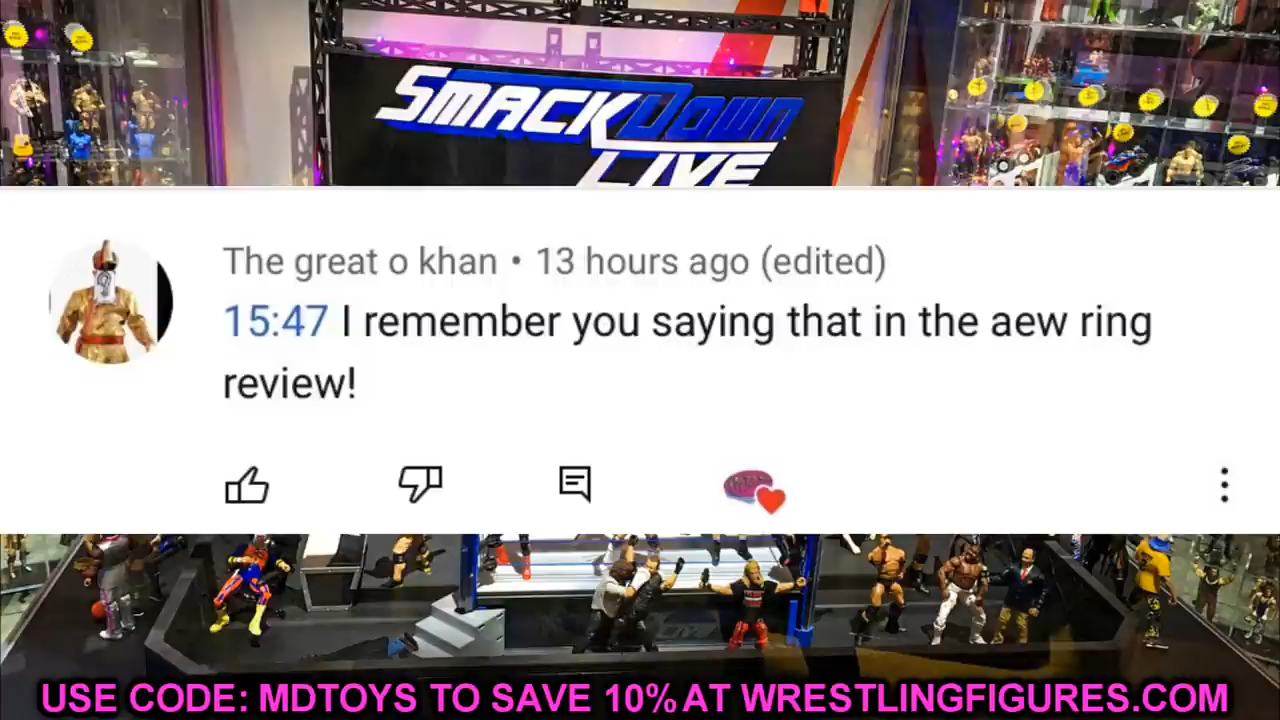 SMACKDOWN
LIVE
The great o khan • 13 hours ago (edited)
15:47 I remember you saying that in the aew ring
review!
USE CODE: MDTOYS TO SAVE 10% AT WRESTLINGFIGURES.COM